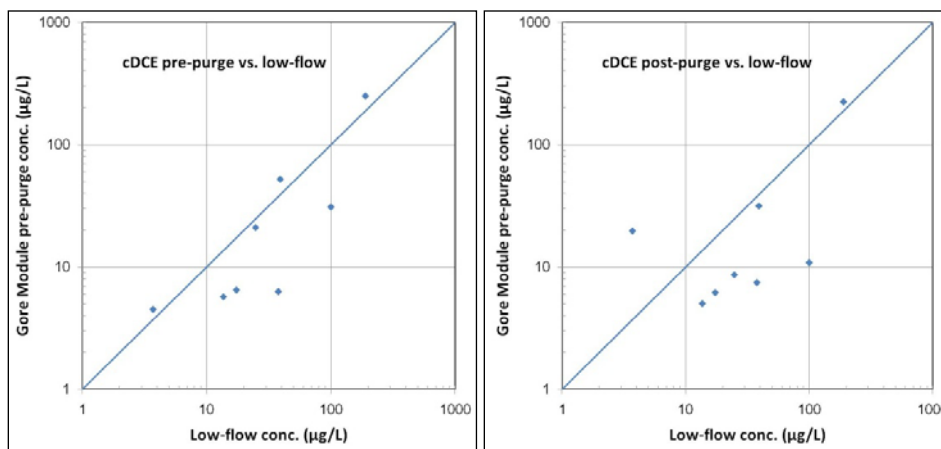 cDCE pre-purge vs. low-flow
Gore Module pre-purge conc. (µg/L)
1000
100
10
1
1
10
100
1000
Low-flow conc. (µg/L)
cDCE post-purge vs. low-flow
Gore Module pre-purge conc. (µg/L)
1000
100
10
1
1
10
100
1000
Low-flow conc. (µg/L)